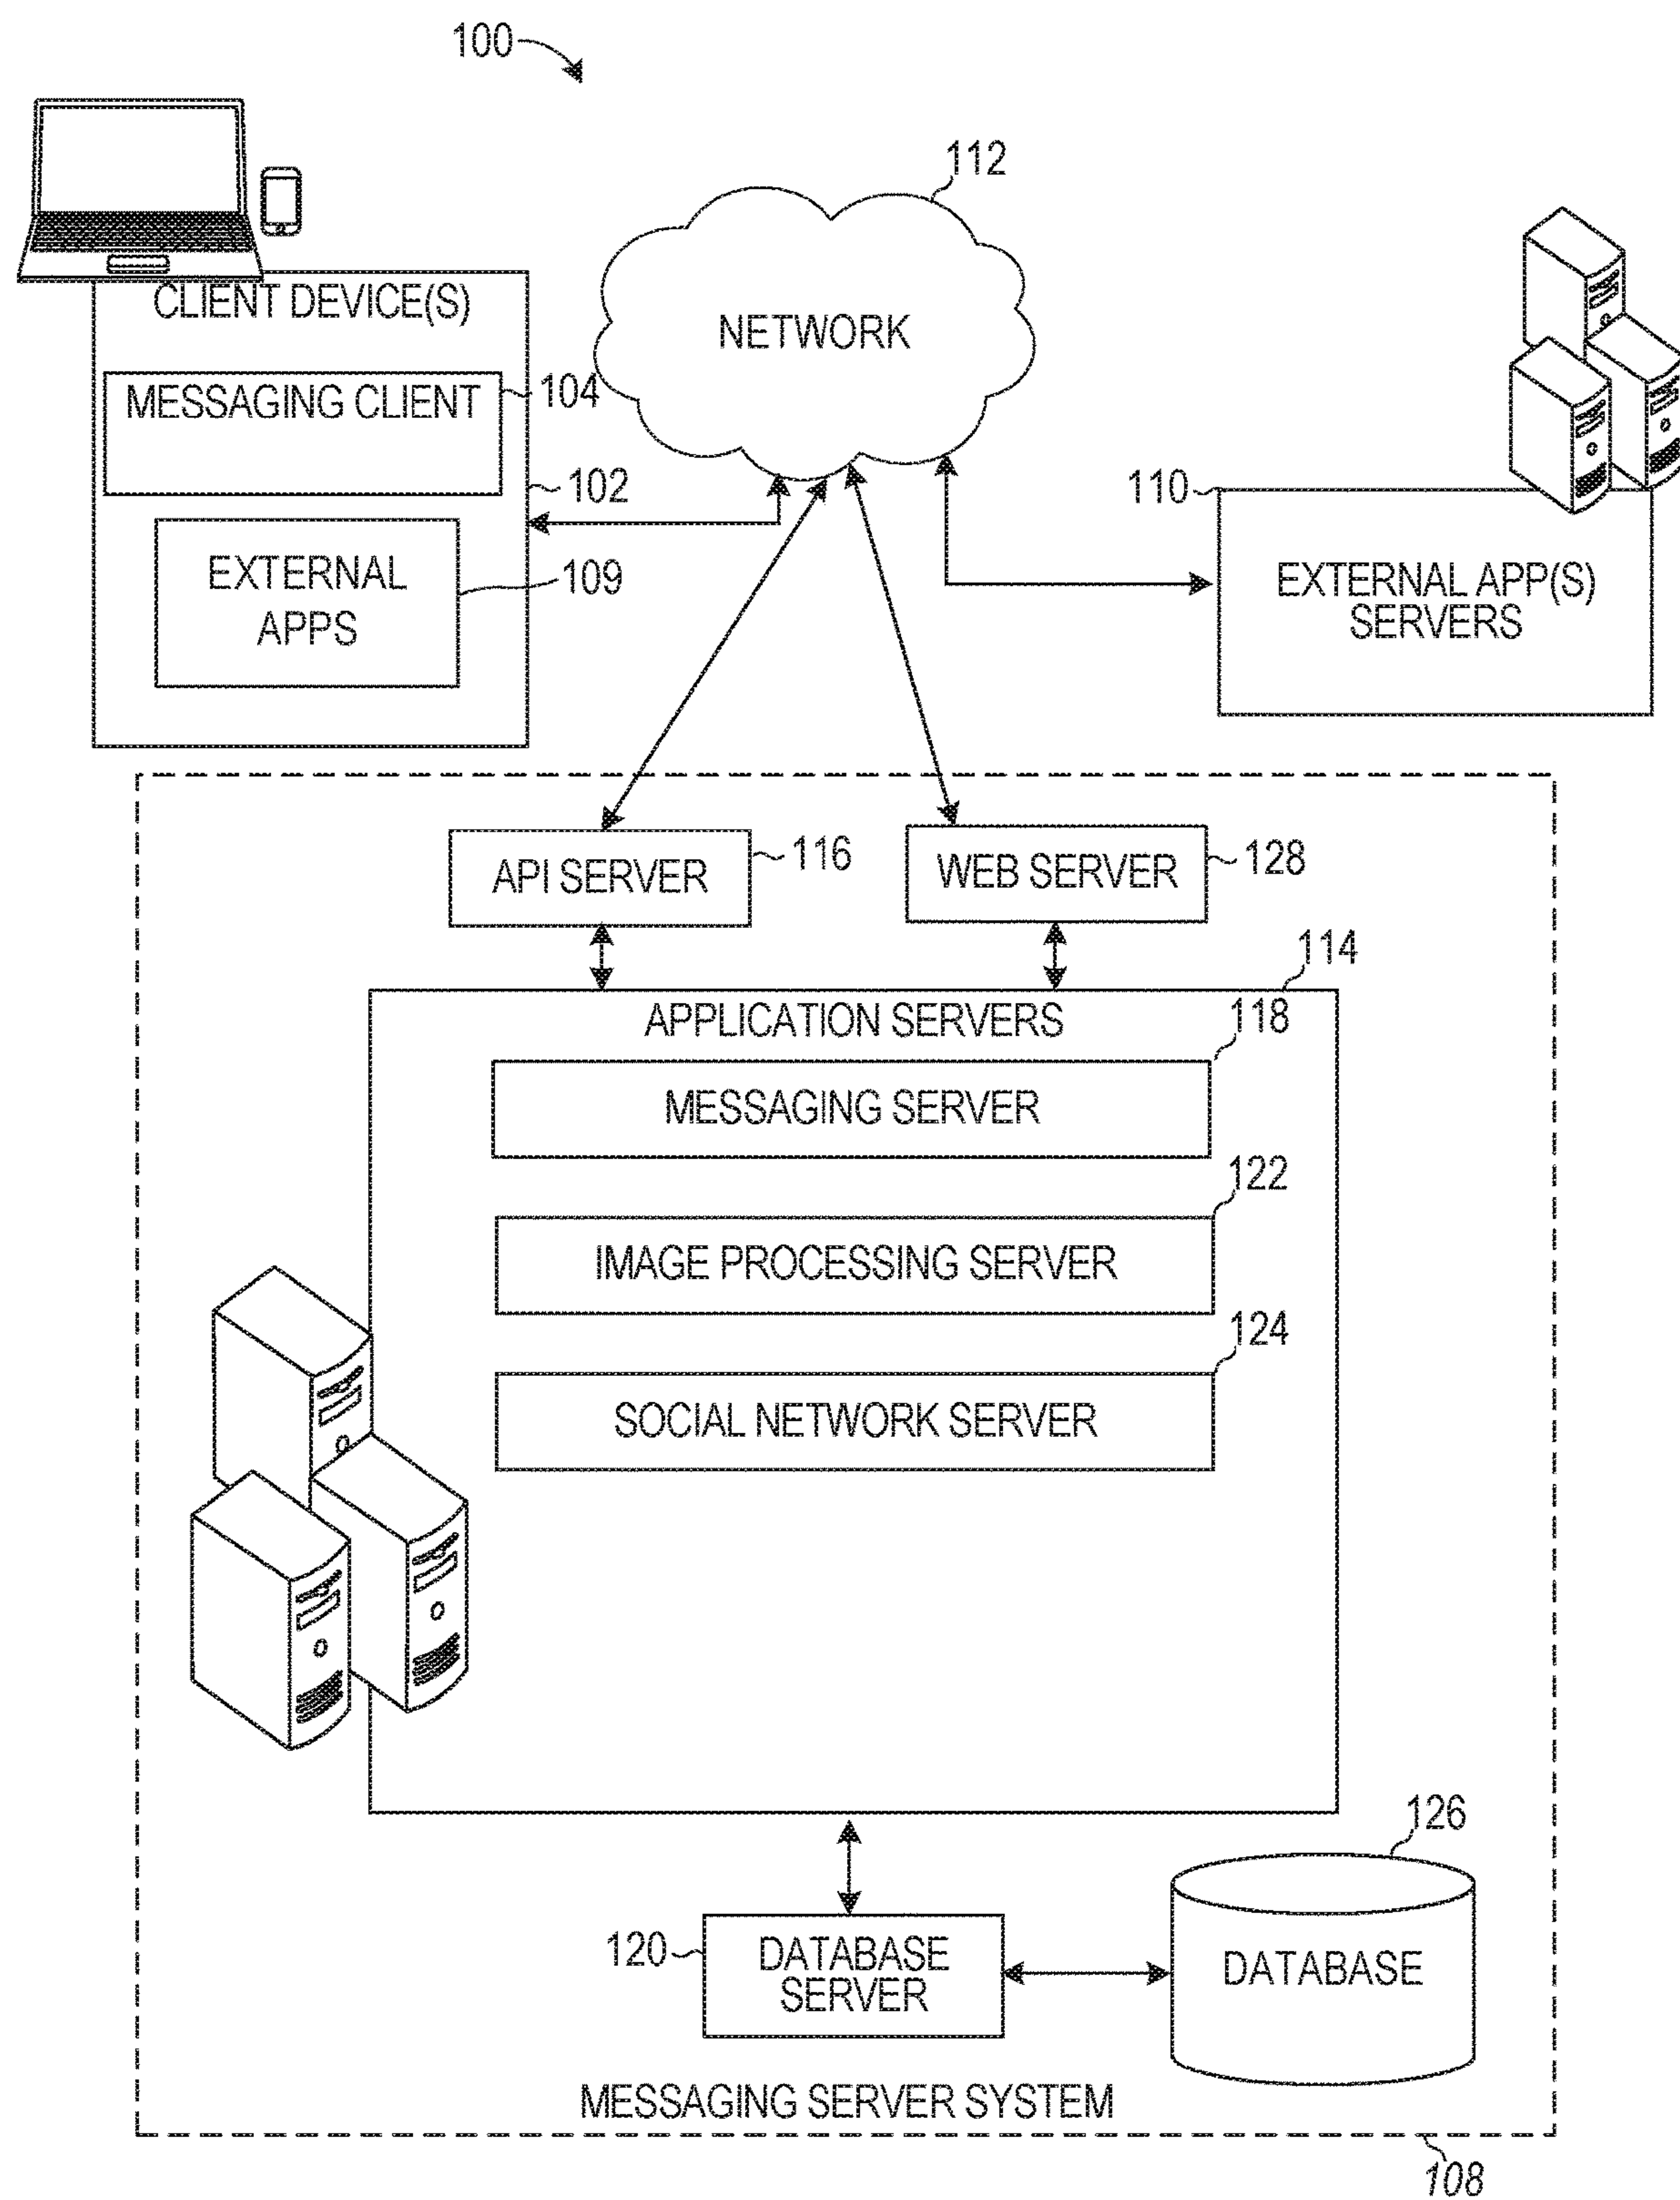 100
112
CLIENT DEVICE(S)
NETWORK
MESSAGING CLIENT
104
102
110
EXTERNAL
APPS
109
EXTERNAL APP(S)
SERVERS
API SERVER
116
WEB SERVER
128
114
APPLICATION SERVERS
118
MESSAGING SERVER
122
IMAGE PROCESSING SERVER
124
SOCIAL NETWORK SERVER
126
120
DATABASE
SERVER
DATABASE
MESSAGING SERVER SYSTEM
108